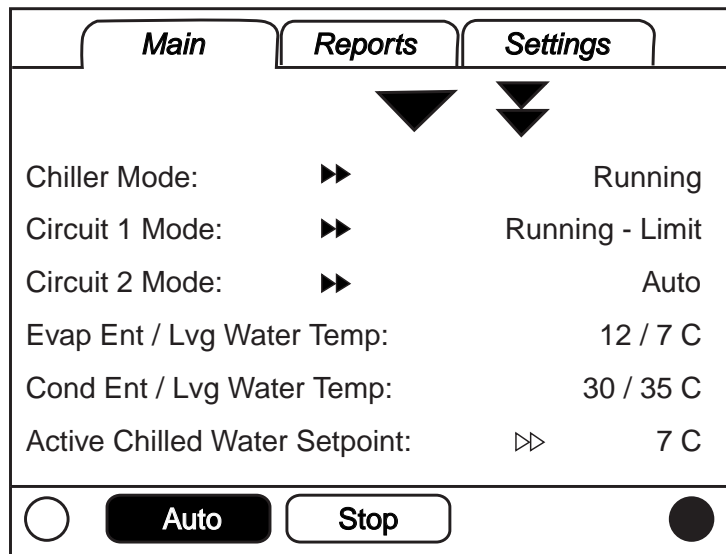 Main Reports Settings
Chiller Mode: Running
Circuit 1 Mode: Running - Limit
Circuit 2 Mode: Auto
Evap Ent / Lvg Water Temp: 12 / 7 C
Cond Ent / Lvg Water Temp: 30 / 35 C
Active Chilled Water Setpoint: 7 C
Auto Stop